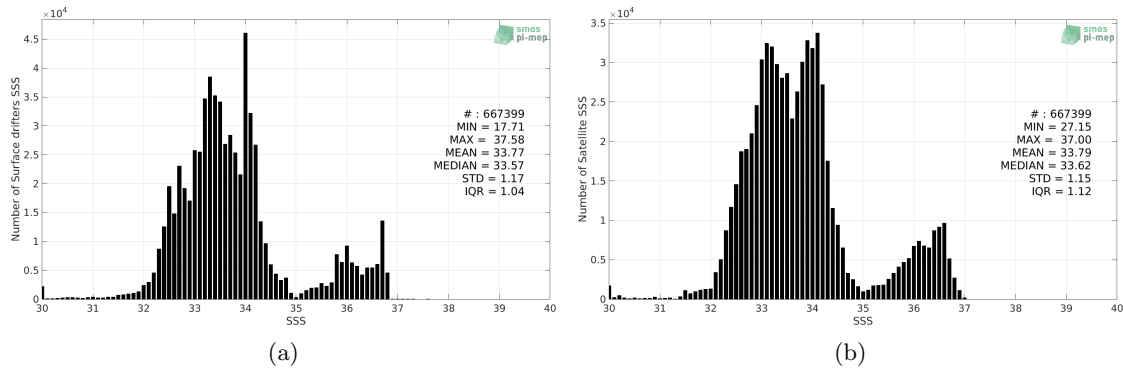 ×10⁴
4.5
4
3.5
3
2.5
2
1.5
1
0.5
0
30 31 32 33 34 35 36 37 38 39 40
SSS
Number of Surface drifters SSS
smos
pi-mep
# : 667399
MIN = 17.71
MAX = 37.58
MEAN = 33.77
MEDIAN = 33.57
STD = 1.17
IQR = 1.04
(a)
×10⁴
3.5
3
2.5
2
1.5
1
0.5
0
30 31 32 33 34 35 36 37 38 39 40
SSS
Number of Satellite SSS
smos
pi-mep
# : 667399
MIN = 27.15
MAX = 37.00
MEAN = 33.79
MEDIAN = 33.62
STD = 1.15
IQR = 1.12
(b)